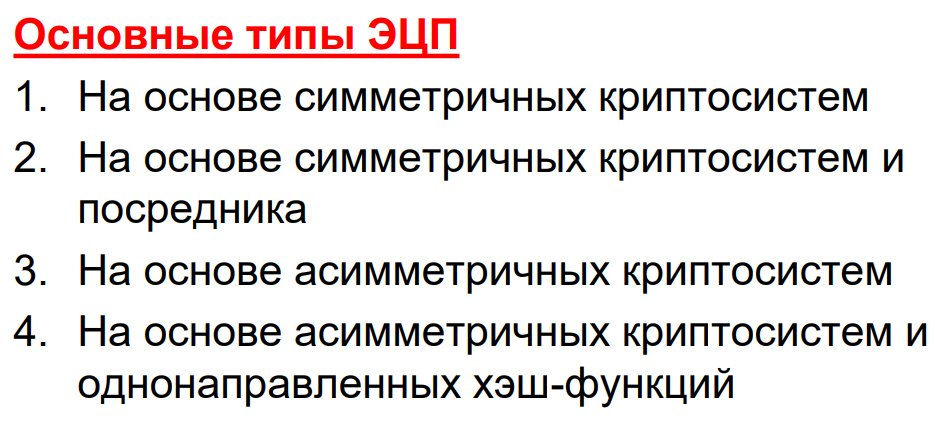 Основные типы ЭЦП
1. На основе симметричных криптосистем
2. На основе симметричных криптосистем и
посредника
3. На основе асимметричных криптосистем
4. На основе асимметричных криптосистем и
однонаправленных хэш-функций